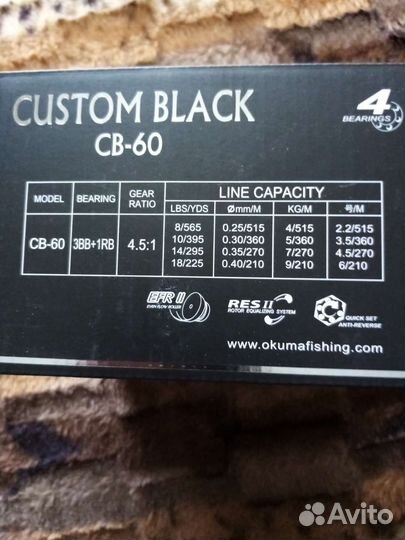 CUSTOM BLACK
CB-60
4
BEARINGS
MODEL BEARING GEAR RATIO LINE CAPACITY
LBS/YDS Ømm/M KG/M 号/M
CB-60 3BB+1RB 4.5:1
8/565 0.25/515 4/515 2.2/515
10/395 0.30/360 5/360 3.5/360
14/295 0.35/270 7/270 4.5/270
18/225 0.40/210 9/210 6/210
EFR II
EVEN FLOW ROLLER
RES II
ROTOR EQUALIZING SYSTEM
QUICK SET
ANTI-REVERSE
www.okumafishing.com
Avito